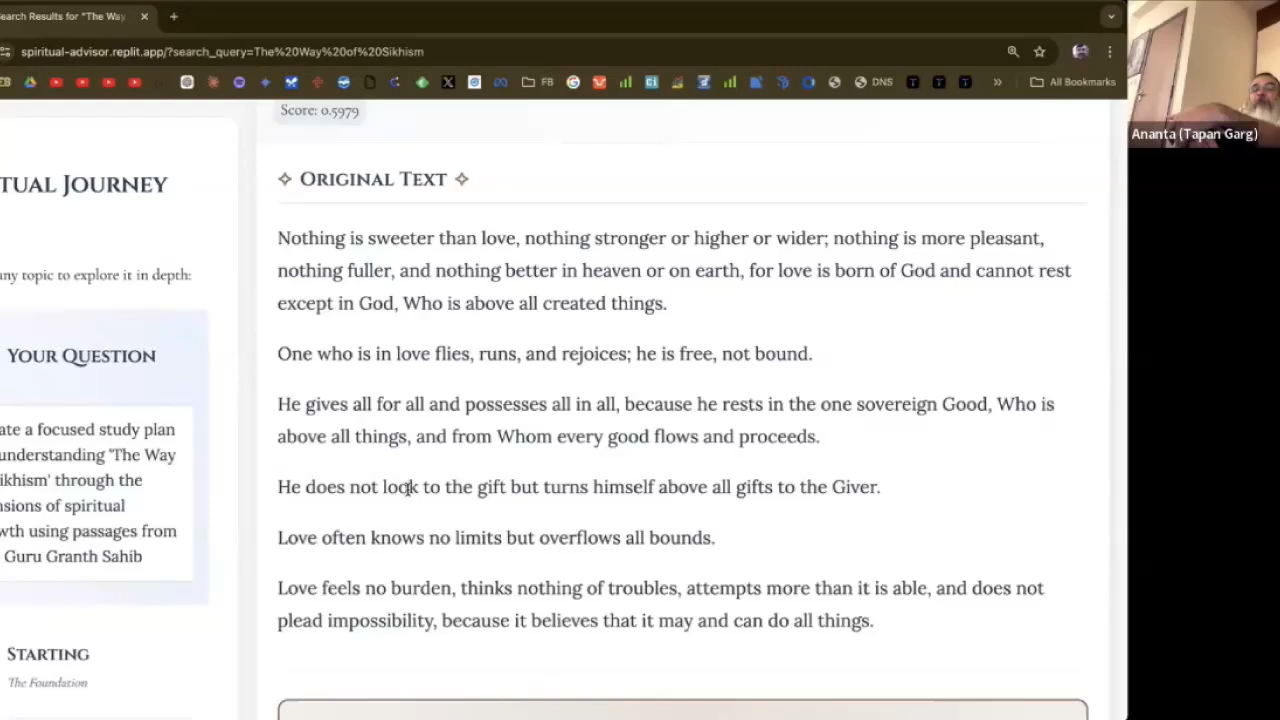 earch Results for "The Way
spiritual-advisor.replit.app/?search_query=The%20Way%20of%20Sikhism
EB
FB
DNS
All Bookmarks
Ananta (Tapan Garg)
Score: 0.5979
TUAL JOURNEY
any topic to explore it in depth:
YOUR QUESTION
ate a focused study plan
understanding 'The Way
ikhism' through the
nsions of spiritual
wth using passages from
Guru Granth Sahib
STARTING
The Foundation
ORIGINAL TEXT
Nothing is sweeter than love, nothing stronger or higher or wider; nothing is more pleasant,
nothing fuller, and nothing better in heaven or on earth, for love is born of God and cannot rest
except in God, Who is above all created things.
One who is in love flies, runs, and rejoices; he is free, not bound.
He gives all for all and possesses all in all, because he rests in the one sovereign Good, Who is
above all things, and from Whom every good flows and proceeds.
He does not look to the gift but turns himself above all gifts to the Giver.
Love often knows no limits but overflows all bounds.
Love feels no burden, thinks nothing of troubles, attempts more than it is able, and does not
plead impossibility, because it believes that it may and can do all things.